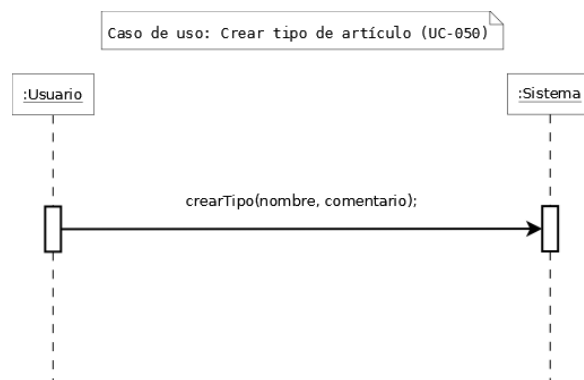 Caso de uso: Crear tipo de artículo (UC-050)
:Usuario
:Sistema
crearTipo(nombre, comentario);